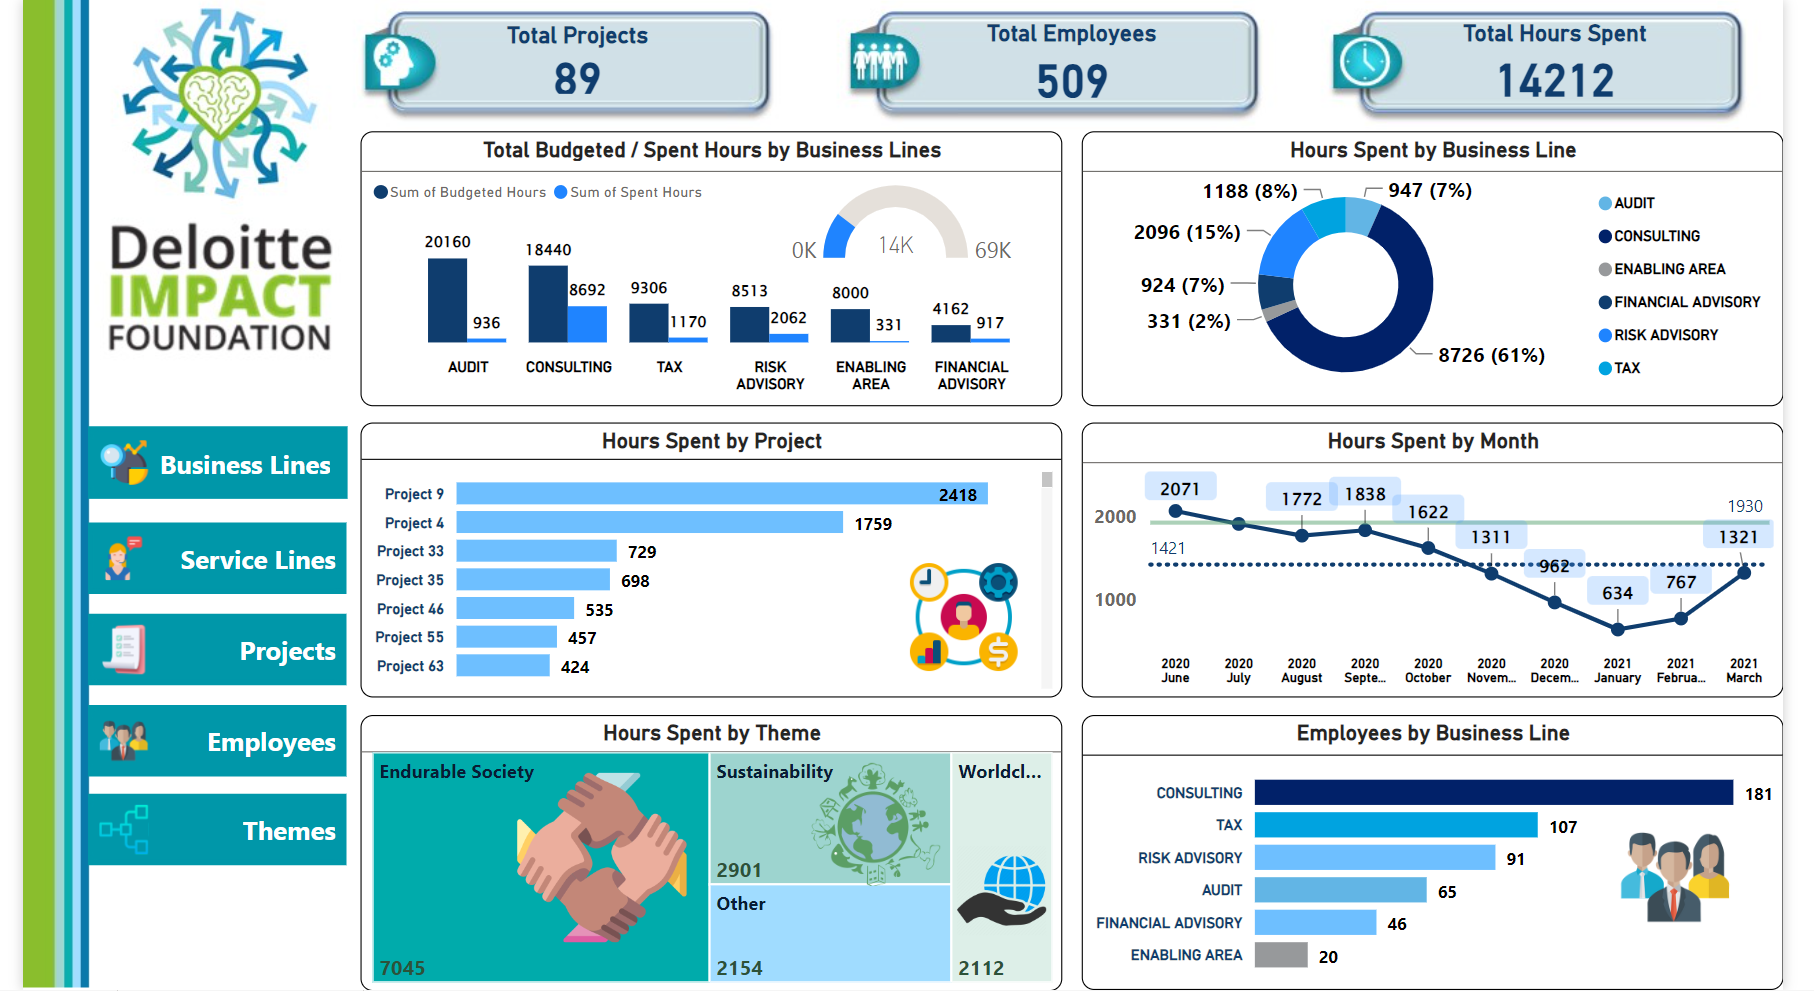 Deloitte
IMPACT
FOUNDATION
Business Lines
Service Lines
Projects
Employees
Themes
Total Projects
89
Total Employees
509
Total Hours Spent
14212
Total Budgeted / Spent Hours by Business Lines
Sum of Budgeted Hours Sum of Spent Hours
0K 14K 69K
20160 936
18440 8692
9306 1170
8513 2062
8000 331
4162 917
AUDIT CONSULTING TAX RISK ADVISORY ENABLING AREA FINANCIAL ADVISORY
Hours Spent by Business Line
1188 (8%) 947 (7%)
2096 (15%)
924 (7%)
331 (2%)
8726 (61%)
AUDIT
CONSULTING
ENABLING AREA
FINANCIAL ADVISORY
RISK ADVISORY
TAX
Hours Spent by Project
Project 9 2418
Project 4 1759
Project 33 729
Project 35 698
Project 46 535
Project 55 457
Project 63 424
Hours Spent by Month
2000
1000
1421
1930
2071 1772 1838 1622 1311 962 634 767 1321
2020 2020 2020 2020 2020 2020 2020 2021 2021 2021
June July August Septe... October Novem... Decem... January Februa... March
Hours Spent by Theme
Endurable Society
7045
Sustainability
2901
Other
2154
Worldcl...
2112
Employees by Business Line
CONSULTING 181
TAX 107
RISK ADVISORY 91
AUDIT 65
FINANCIAL ADVISORY 46
ENABLING AREA 20